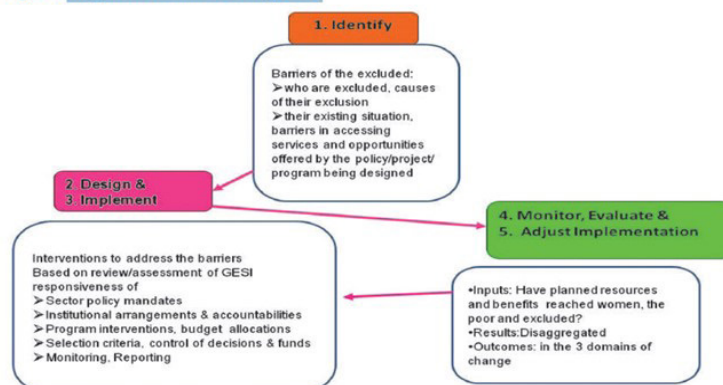 1. Identify
Barriers of the excluded:
➤who are excluded, causes
of their exclusion
➤their existing situation,
barriers in accessing
services and opportunities
offered by the policy/project/
program being designed
2. Design &
3 Implement
4. Monitor, Evaluate &
5. Adjust Implementation
Interventions to address the barriers
Based on review/assessment of GESI
responsiveness of
➤Sector policy mandates
➤Institutional arrangements & accountabilities
➤Program interventions, budget allocations
➤Selection criteria, control of decisions & funds
➤Monitoring, Reporting
•Inputs: Have planned resources
and benefits reached women, the
poor and excluded?
•Results:Disaggregated
•Outcomes: in the 3 domains of
change